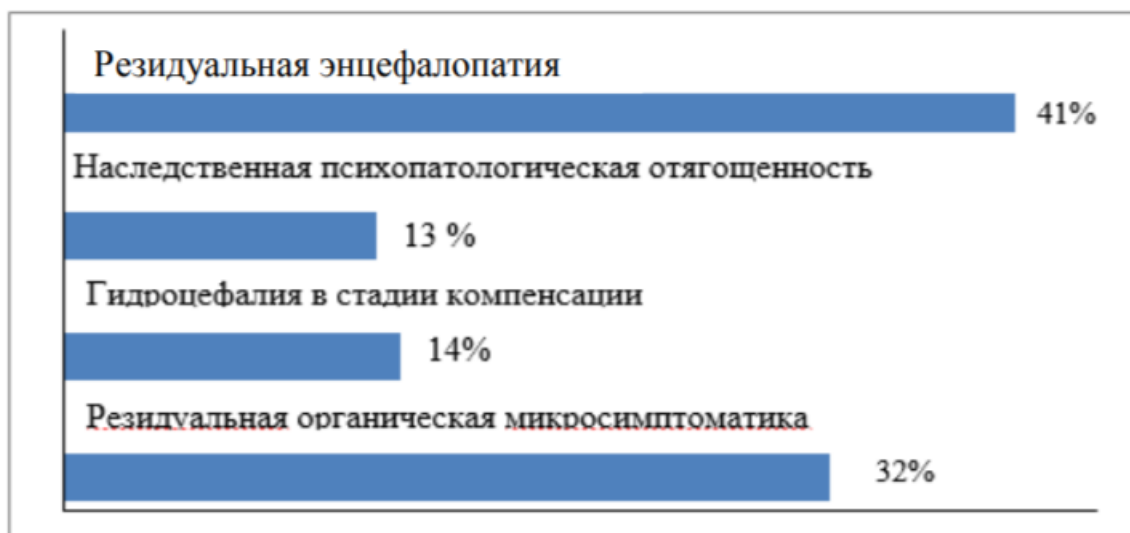 Резидуальная энцефалопатия
41%
Наследственная психопатологическая отягощенность
13 %
Гидроцефалия в стадии компенсации
14%
Резидуальная органическая микросимптоматика
32%